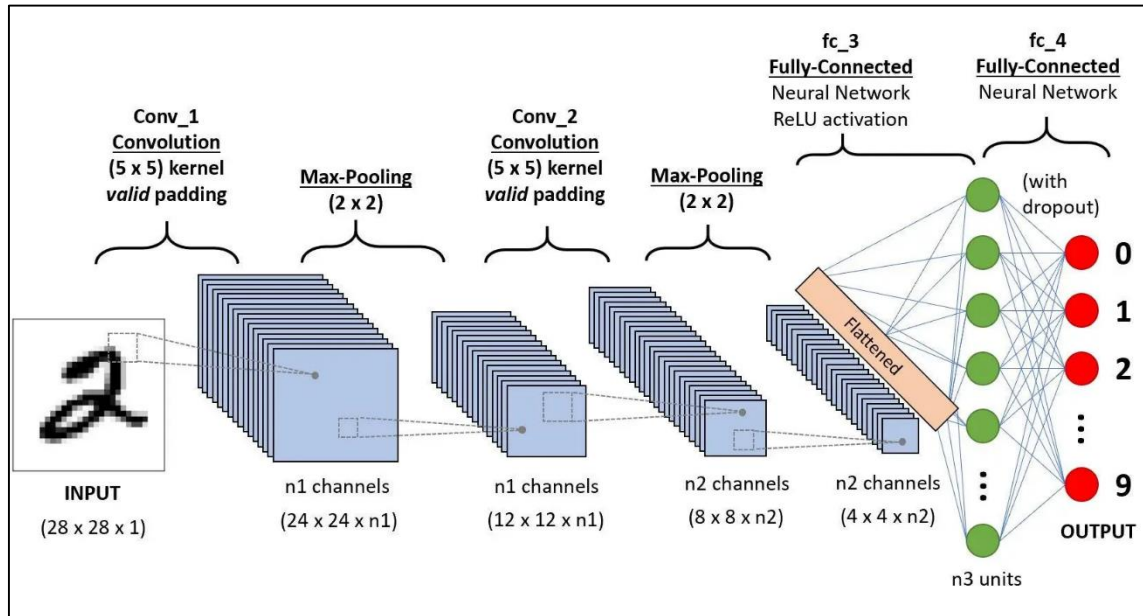 Conv_1
Convolution
(5 x 5) kernel
valid padding
Max-Pooling
(2 x 2)
Conv_2
Convolution
(5 x 5) kernel
valid padding
Max-Pooling
(2 x 2)
fc_3
Fully-Connected
Neural Network
ReLU activation
fc_4
Fully-Connected
Neural Network
(with
dropout)
Flattened
0
1
2
⋮
9
OUTPUT
2
INPUT
(28 x 28 x 1)
n1 channels
(24 x 24 x n1)
n1 channels
(12 x 12 x n1)
n2 channels
(8 x 8 x n2)
n2 channels
(4 x 4 x n2)
⋮
n3 units